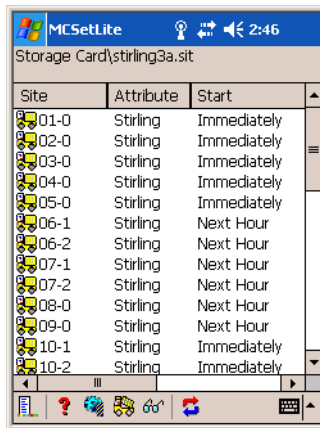 MCSetLite 2:46
Storage Card\stirling3a.sit
Site Attribute Start
01-0 Stirling Immediately
02-0 Stirling Immediately
03-0 Stirling Immediately
04-0 Stirling Immediately
05-0 Stirling Immediately
06-1 Stirling Next Hour
06-2 Stirling Next Hour
07-1 Stirling Next Hour
07-2 Stirling Next Hour
08-0 Stirling Next Hour
09-0 Stirling Next Hour
10-1 Stirling Immediately
10-2 Stirling Immediately